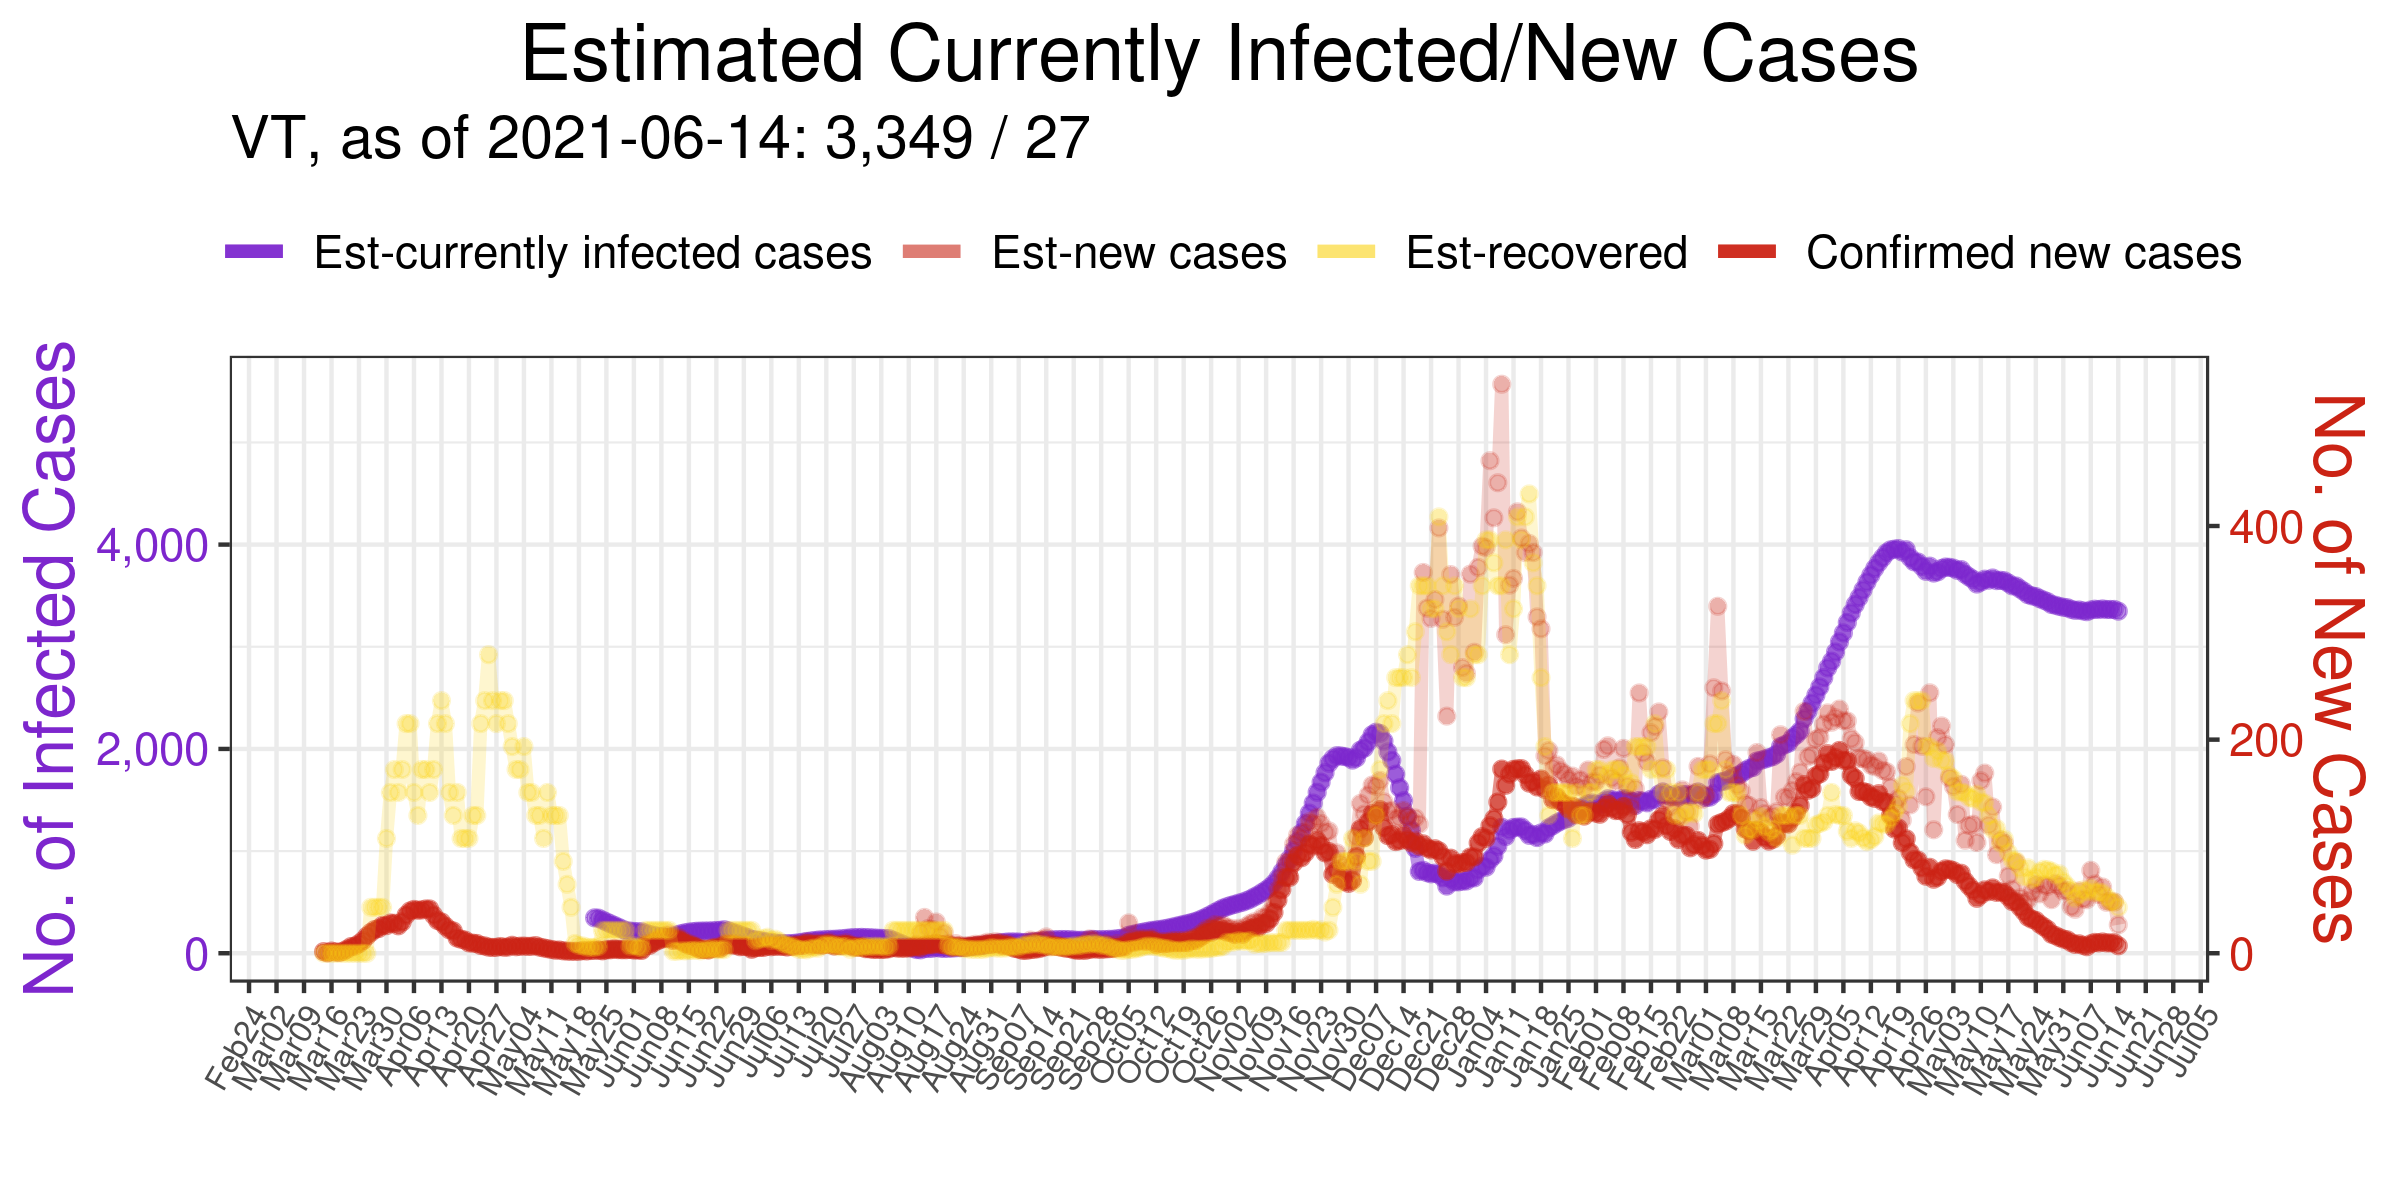 Estimated Currently Infected/New Cases
VT, as of 2021-06-14: 3,349 / 27
Est-currently infected cases
Est-new cases
Est-recovered
Confirmed new cases
No. of Infected Cases
4,000
2,000
0
No. of New Cases
400
200
0
Feb24
Mar02
Mar09
Mar16
Mar23
Mar30
Apr06
Apr13
Apr20
Apr27
May04
May11
May18
May25
Jun01
Jun08
Jun15
Jun22
Jun29
Jul06
Jul13
Jul20
Jul27
Aug03
Aug10
Aug17
Aug24
Aug31
Sep07
Sep14
Sep21
Sep28
Oct05
Oct12
Oct19
Oct26
Nov02
Nov09
Nov16
Nov23
Nov30
Dec07
Dec14
Dec21
Dec28
Jan04
Jan11
Jan18
Jan25
Feb01
Feb08
Feb15
Feb22
Mar01
Mar08
Mar15
Mar22
Mar29
Apr05
Apr12
Apr19
Apr26
May03
May10
May17
May24
May31
Jun07
Jun14
Jun21
Jun28
Jul05